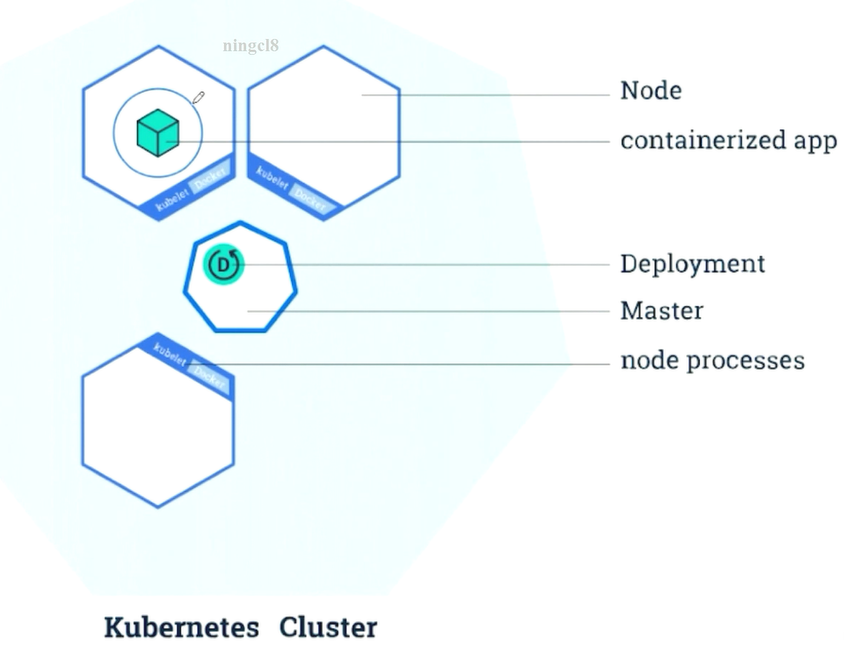 ningcl8
Node
containerized app
kubelet Docker
kubelet Docker
D
Deployment
Master
kubelet Docker
node processes
Kubernetes Cluster